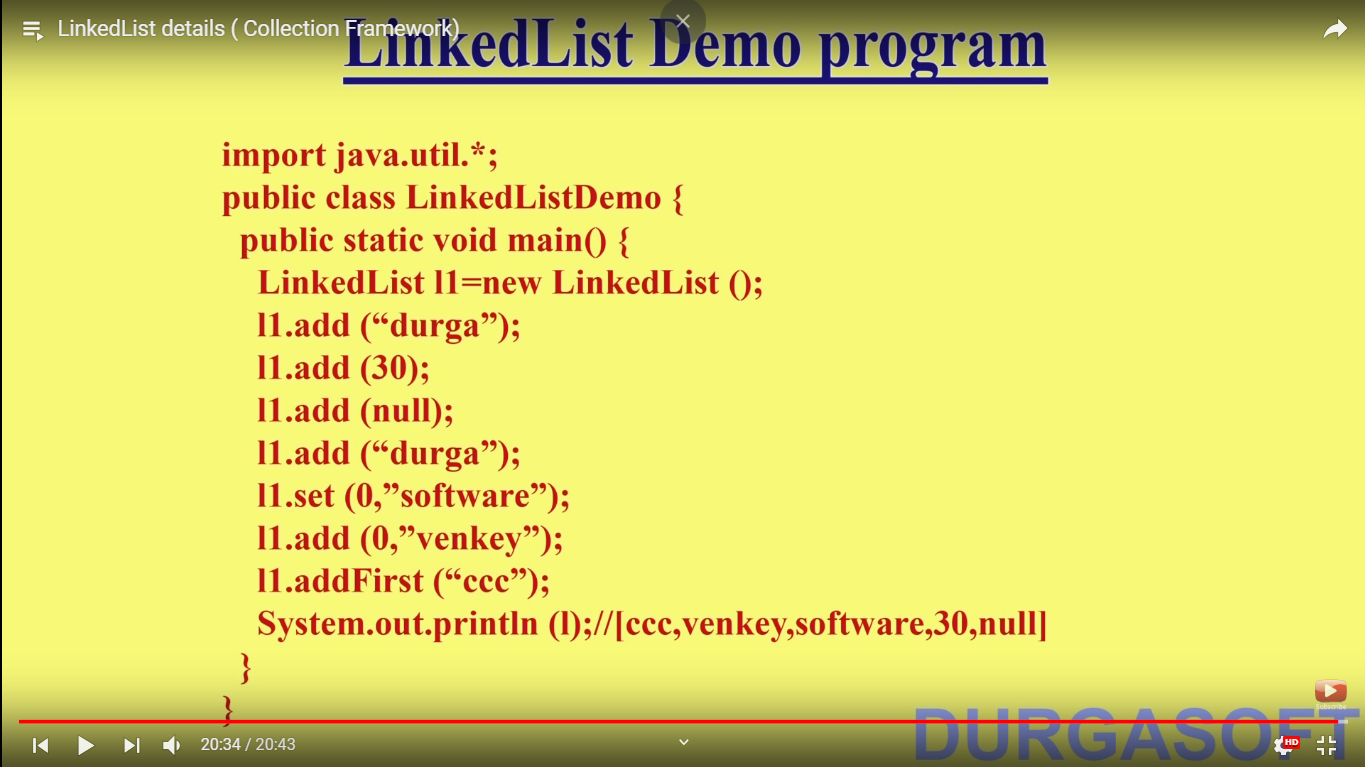 LinkedList details ( Collection Framework)
LinkedList Demo program
import java.util.*;
public class LinkedListDemo {
public static void main() {
LinkedList l1=new LinkedList ();
l1.add (“durga”);
l1.add (30);
l1.add (null);
l1.add (“durga”);
l1.set (0,”software”);
l1.add (0,”venkey”);
l1.addFirst (“ccc”);
System.out.println (l);//[ccc,venkey,software,30,null]
}
}
Subscribe
DURGASOFT
20:34 / 20:43
HD